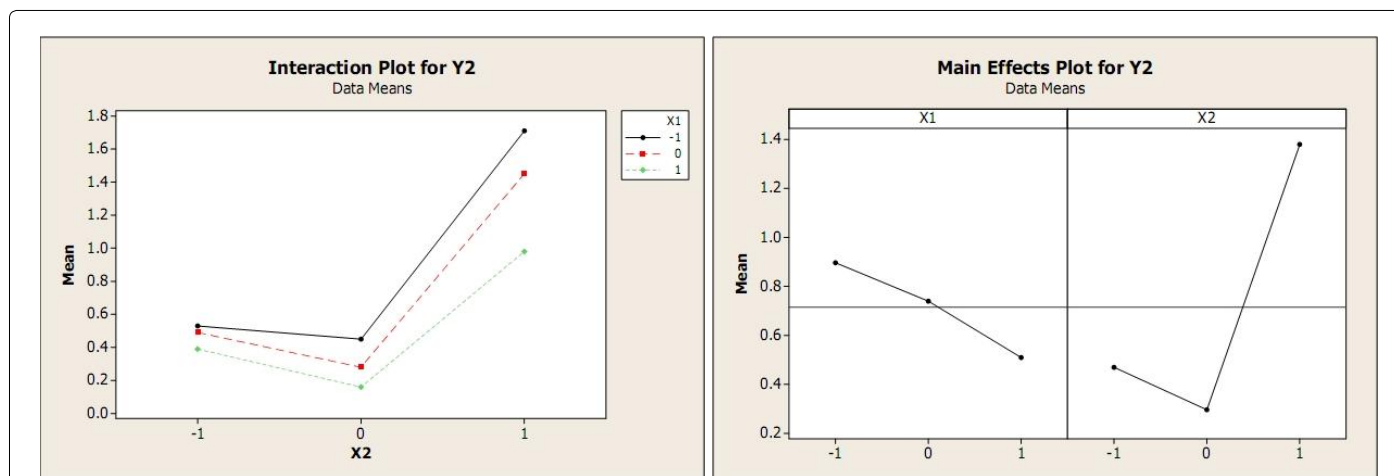 Interaction Plot for Y2
Data Means
1.8
1.6
1.4
1.2
1.0
0.8
0.6
0.4
0.2
0.0
Mean
-1 0 1
X2
X1
-1
0
1
Main Effects Plot for Y2
Data Means
X1 X2
1.4
1.2
1.0
0.8
0.6
0.4
0.2
Mean
-1 0 1 -1 0 1